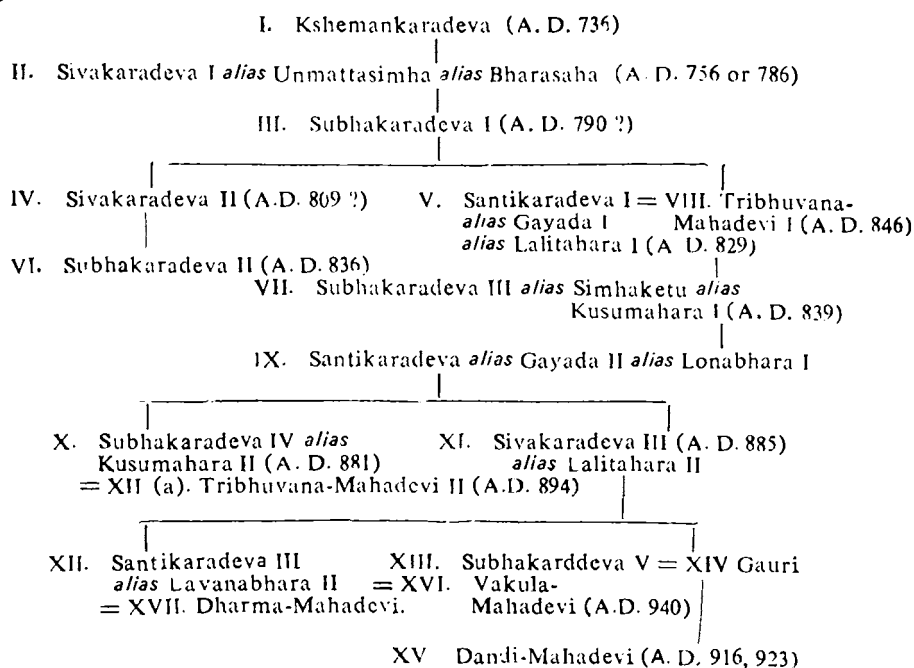 I. Kshemankaradeva (A. D. 736)
II. Sivakaradeva I alias Unmattasimha alias Bharasaha (A. D. 756 or 786)
III. Subhakaradeva I (A. D. 790 ?)
IV. Sivakaradeva II (A.D. 809 ?) V. Santikaradeva I = VIII. Tribhuvana-
alias Gayada I Mahadevi I (A.D. 846)
alias Lalitahara I (A D. 829)
VI. Subhakaradeva II (A. D. 836)
VII. Subhakaradeva III alias Simhaketu alias
Kusumahara I (A. D. 839)
IX. Santikaradeva alias Gayada II alias Lonabhara I
X. Subhakaradeva IV alias XI. Sivakaradeva III (A. D. 885)
Kusumahara II (A. D. 881) alias Lalitahara II
= XII (a). Tribhuvana-Mahadevi II (A.D. 894)
XII. Santikaradeva III XIII. Subhakarddeva V = XIV Gauri
alias Lavanabhara II = XVI. Vakula-
= XVII. Dharma-Mahadevi. Mahadevi (A.D. 940)
XV Dandi-Mahadevi (A. D. 916, 923)